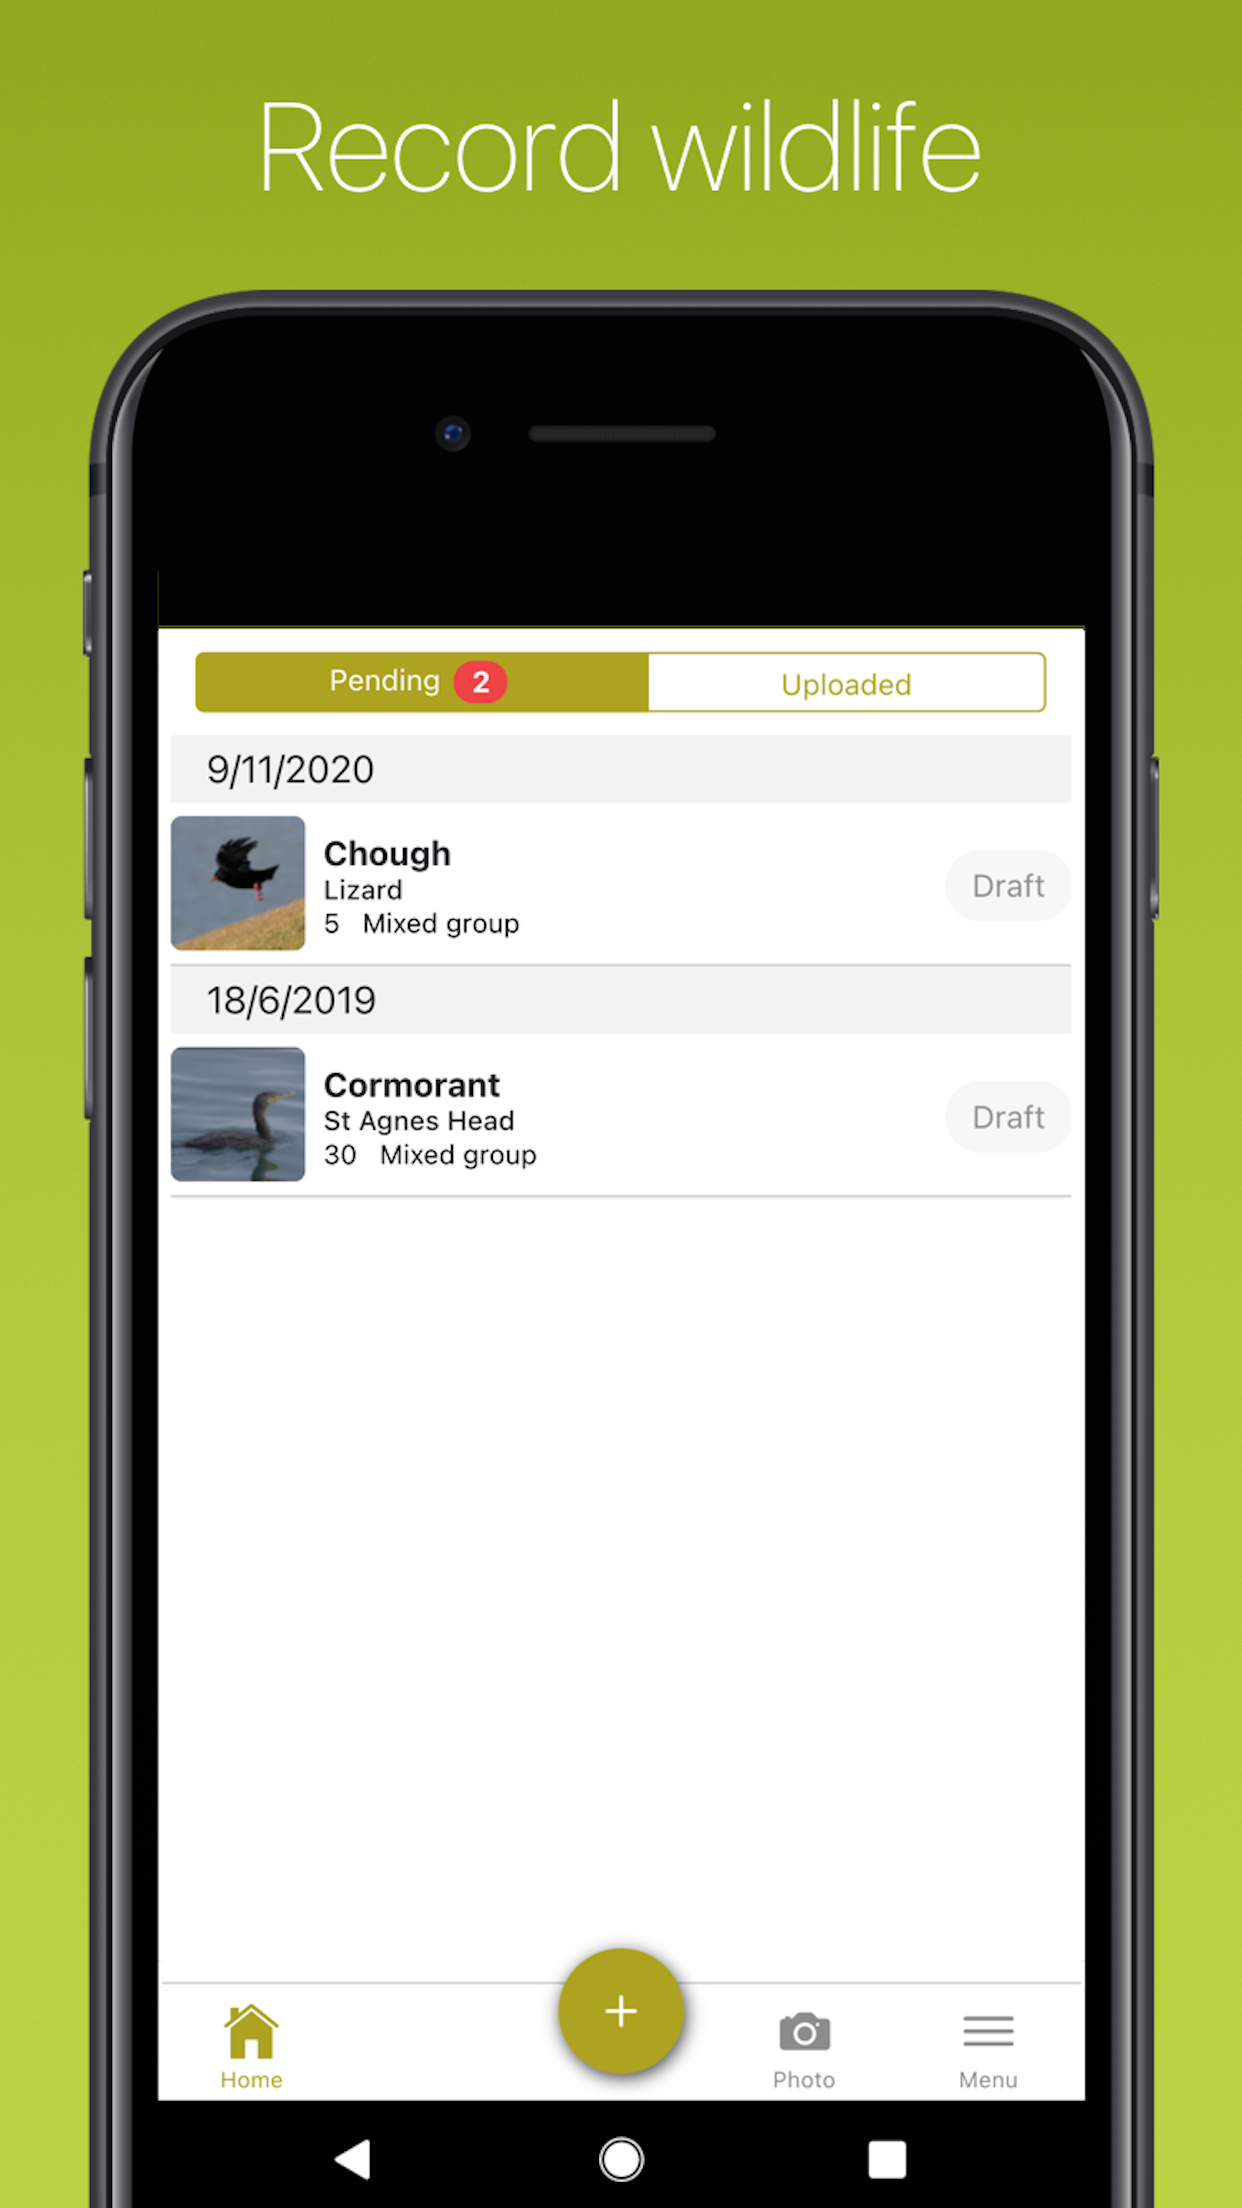 Record wildlife
Pending 2
Uploaded
9/11/2020
Chough
Lizard
5 Mixed group
Draft
18/6/2019
Cormorant
St Agnes Head
30 Mixed group
Draft
+
Home
Photo
Menu